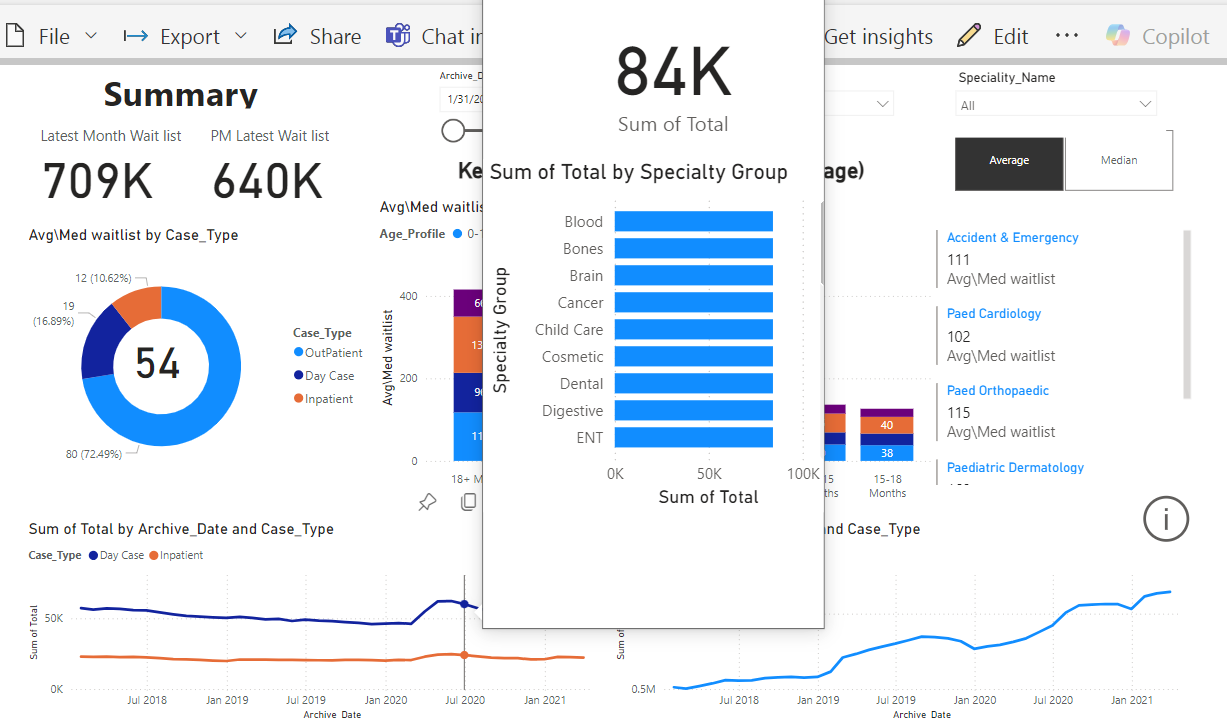 File
Export
Share
Chat in
Get insights
Edit
Copilot
Summary
Latest Month Wait list
PM Latest Wait list
709K
640K
Archive_D
1/31/20
Speciality_Name
All
Average
Median
Avg\Med waitlist by Case_Type
12 (10.62%)
19
(16.89%)
54
80 (72.49%)
Case_Type
OutPatient
Day Case
Inpatient
Ke
age)
Avg\Med waitlis
Age_Profile
0-1
Avg\Med waitlist
400
200
0
18+ M
15-18
Months
40
38
84K
Sum of Total
Sum of Total by Specialty Group
Specialty Group
Blood
Bones
Brain
Cancer
Child Care
Cosmetic
Dental
Digestive
ENT
0K
50K
100K
Sum of Total
Accident & Emergency
111
Avg\Med waitlist
Paed Cardiology
102
Avg\Med waitlist
Paed Orthopaedic
115
Avg\Med waitlist
Paediatric Dermatology
Sum of Total by Archive_Date and Case_Type
Case_Type
Day Case
Inpatient
Sum of Total
50K
0K
Jul 2018
Jan 2019
Jul 2019
Jan 2020
Jul 2020
Jan 2021
Archive_Date
nd Case_Type
Sum of
0.5M
Jul 2018
Jan 2019
Jul 2019
Jan 2020
Jul 2020
Jan 2021
Archive_Date